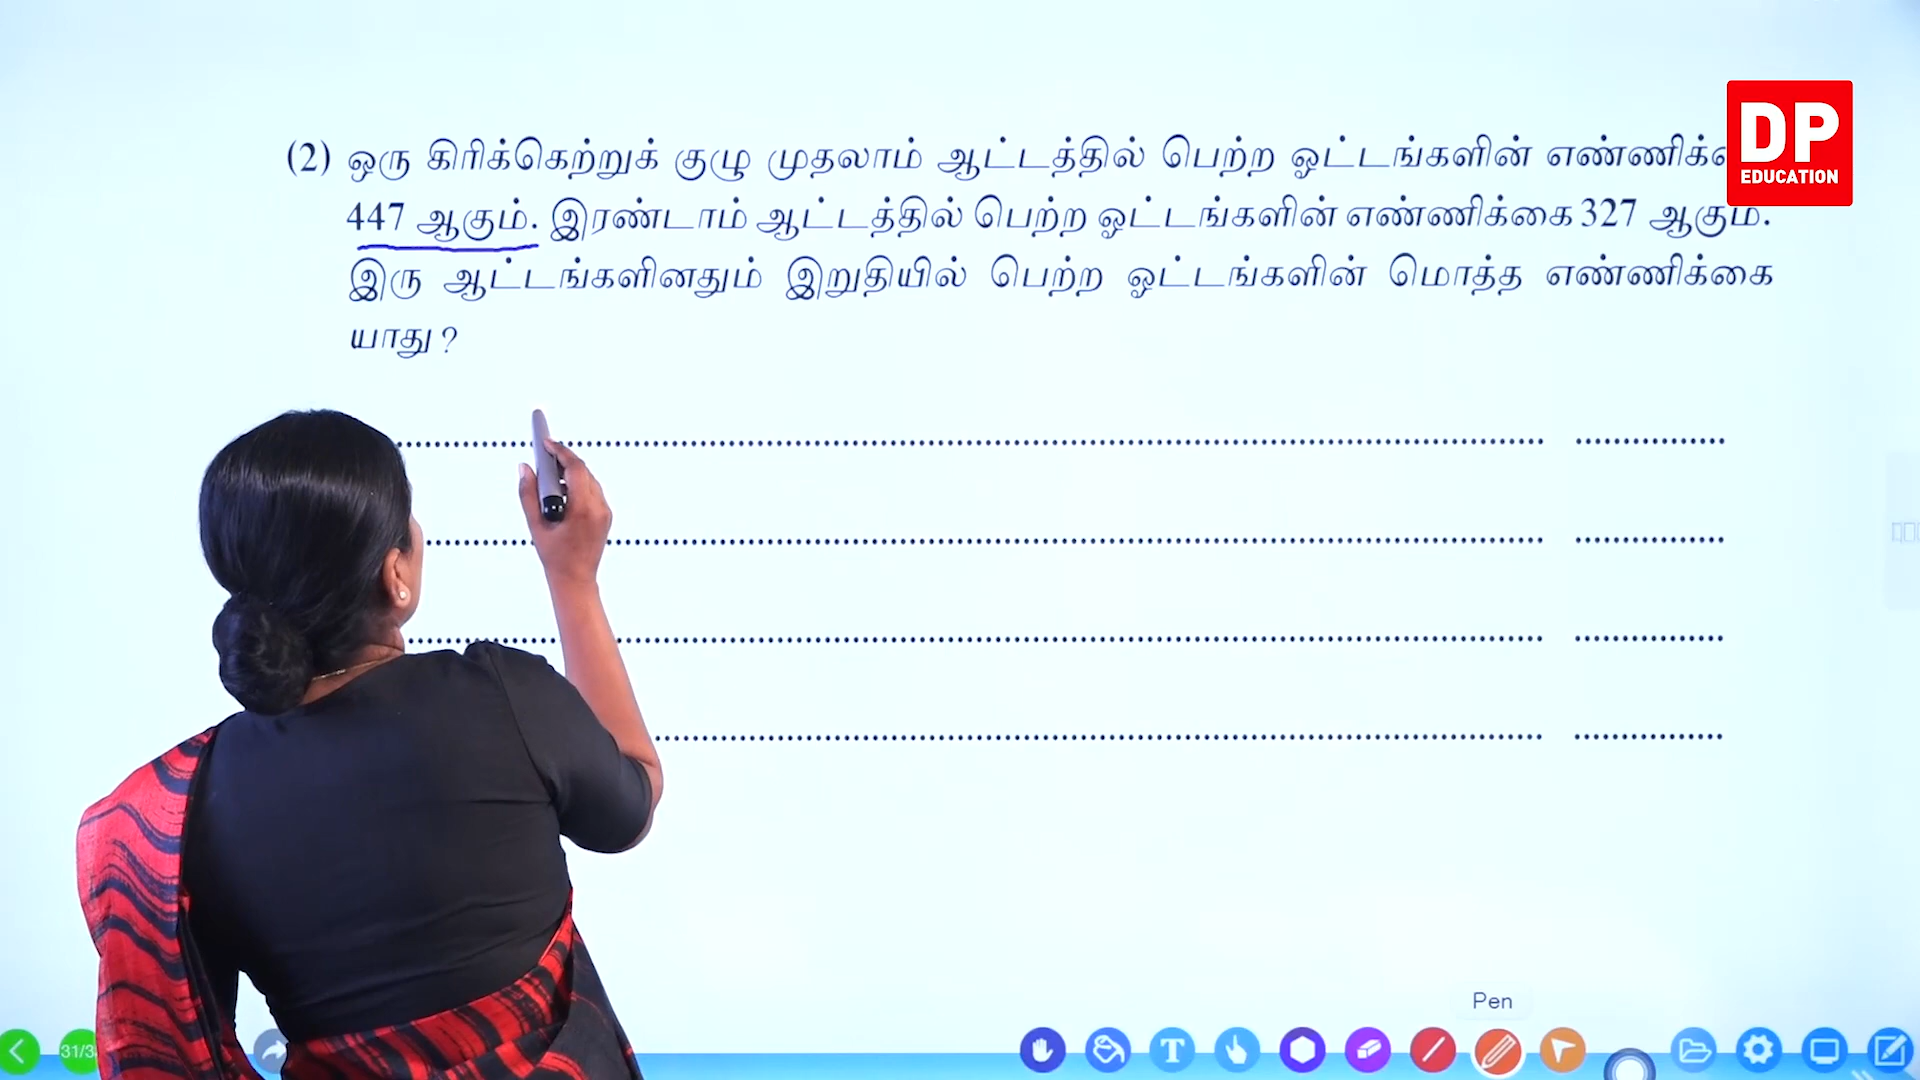 DP
EDUCATION
(2) ஒரு கிரிக்கெற்றுக் குழு முதலாம் ஆட்டத்தில் பெற்ற ஓட்டங்களின்
447 ஆகும். இரண்டாம் ஆட்டத்தில் பெற்ற ஓட்டங்களின் எண்ணிக்கை 327 ஆகும்.
இரு ஆட்டங்களினதும் இறுதியில் பெற்ற ஓட்டங்களின் மொத்த எண்ணிக்கை
யாது ?
Pen